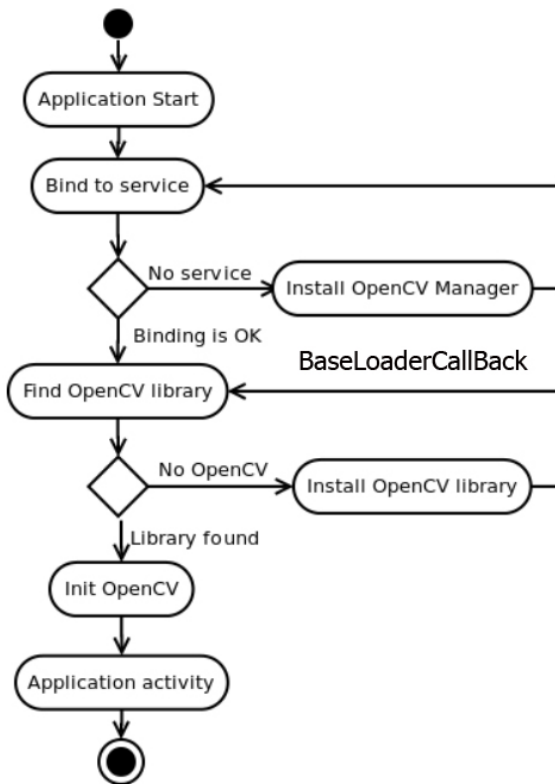 Application Start
Bind to service
No service
Install OpenCV Manager
Binding is OK
BaseLoaderCallBack
Find OpenCV library
No OpenCV
Install OpenCV library
Library found
Init OpenCV
Application activity